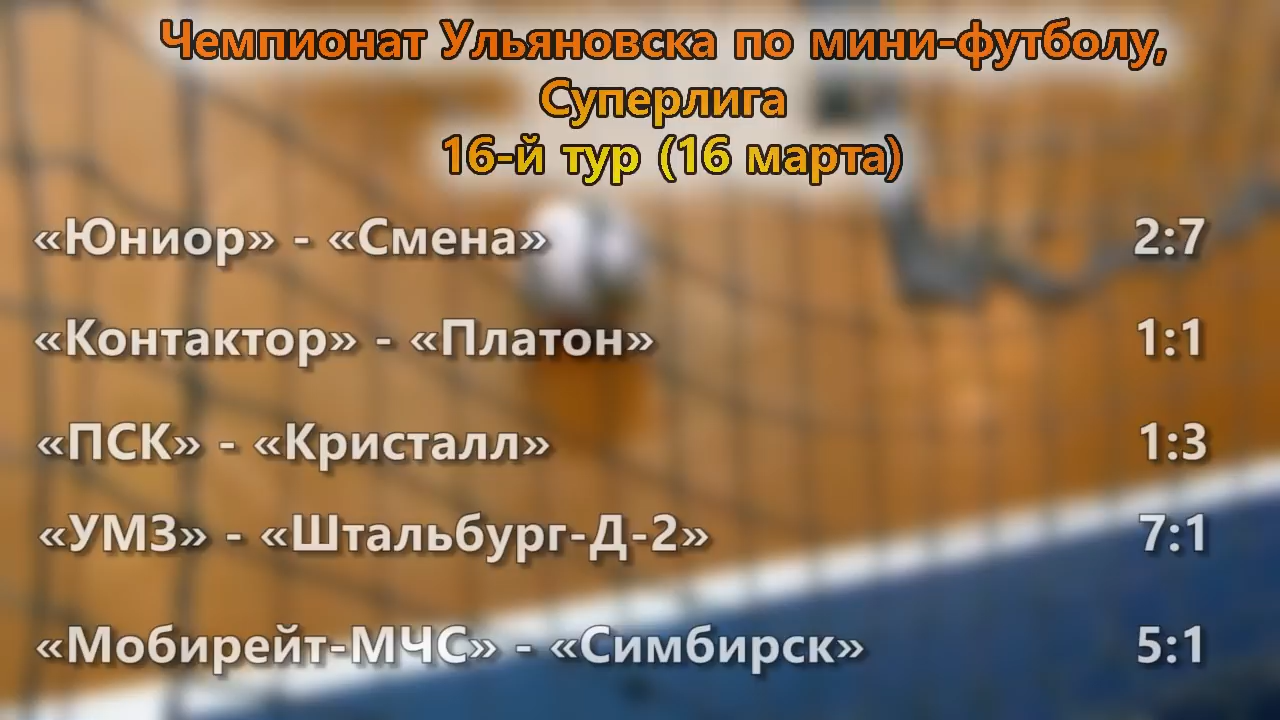 Чемпионат Ульяновска по мини-футболу,
Суперлига
16-й тур (16 марта)
«Юниор» - «Смена» 2:7
«Контактор» - «Платон» 1:1
«ПСК» - «Кристалл» 1:3
«УМЗ» - «Штальбург-Д-2» 7:1
«Мобирейт-МЧС» - «Симбирск» 5:1